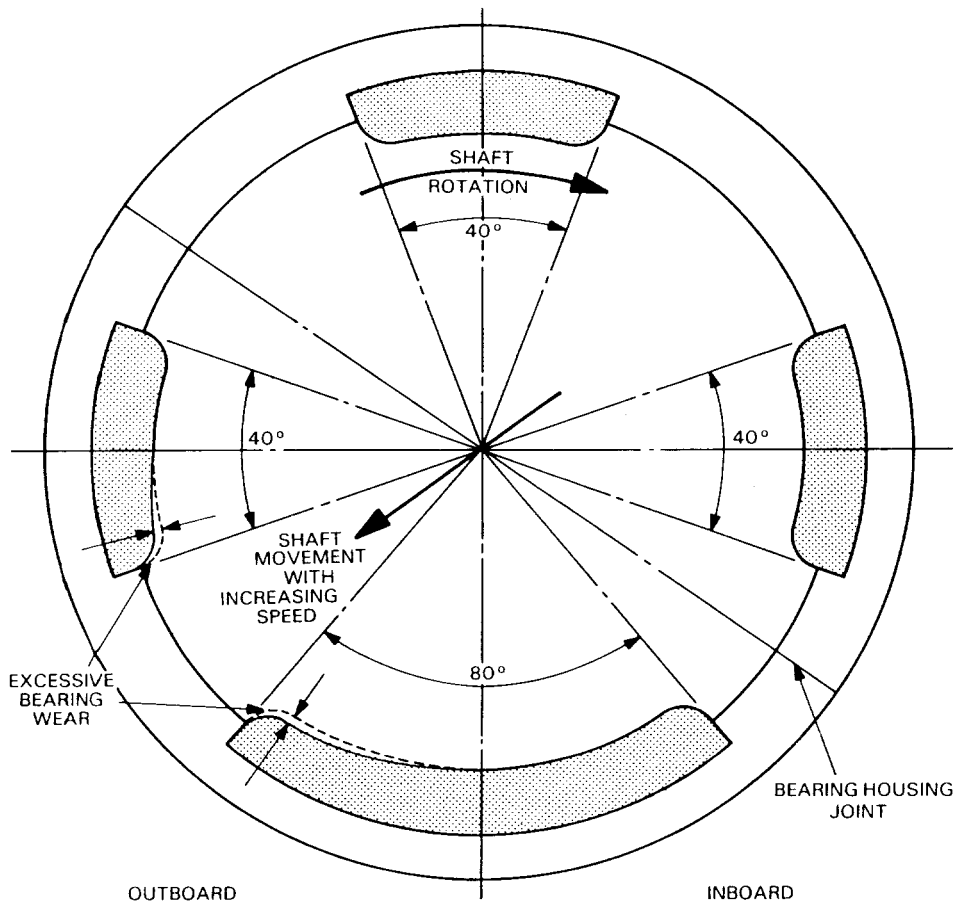 SHAFT
ROTATION
40°
40°
40°
SHAFT
MOVEMENT
WITH
INCREASING
SPEED
EXCESSIVE
BEARING
WEAR
80°
BEARING HOUSING
JOINT
OUTBOARD
INBOARD